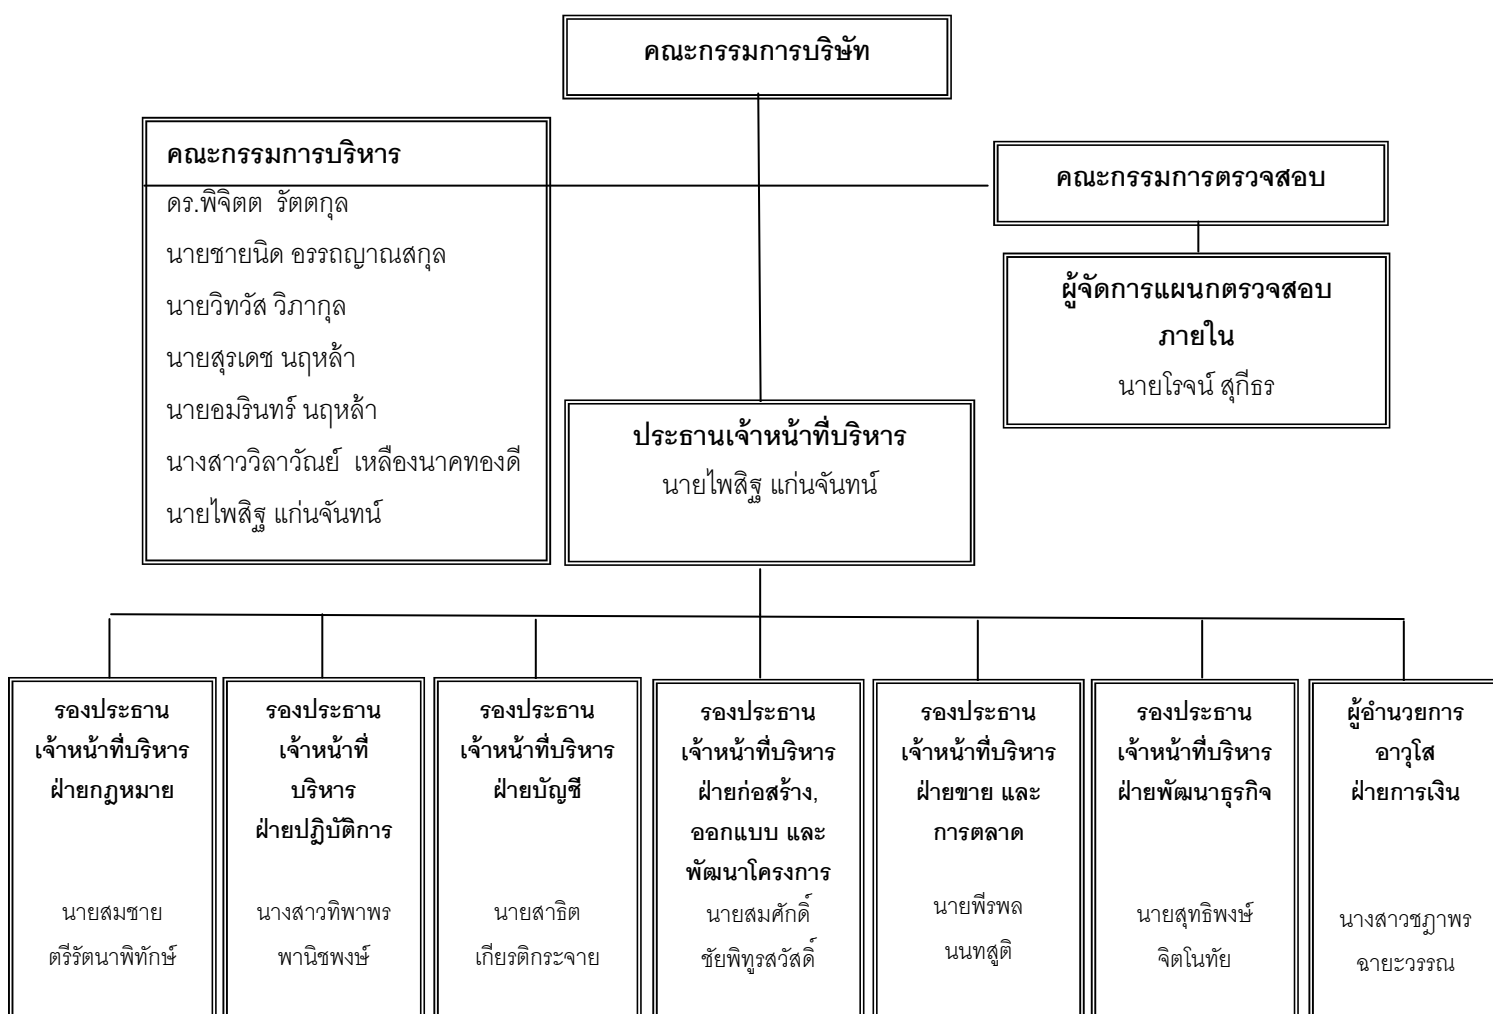 คณะกรรมการบริษัท
คณะกรรมการบริหาร
ดร.พิจิตต รัตตกุล
นายชายนิด อรรถญาณสกุล
นายวิทวัส วิภากุล
นายสุรเดช นฤหล้า
นายอมรินทร์ นฤหล้า
นางสาววิลาวัณย์ เหลืองนาคทองดี
นายไพสิฐ แก่นจันทน์
คณะกรรมการตรวจสอบ
ผู้จัดการแผนกตรวจสอบ
ภายใน
นายโรจน์ สุกีธร
ประธานเจ้าหน้าที่บริหาร
นายไพสิฐ แก่นจันทน์
รองประธาน
เจ้าหน้าที่บริหาร
ฝ่ายกฎหมาย
นายสมชาย
ตรีรัตนาพิทักษ์
รองประธาน
เจ้าหน้าที่
บริหาร
ฝ่ายปฎิบัติการ
นางสาวทิพาพร
พานิชพงษ์
รองประธาน
เจ้าหน้าที่บริหาร
ฝ่ายบัญชี
นายสาธิต
เกียรติกระจาย
รองประธาน
เจ้าหน้าที่บริหาร
ฝ่ายก่อสร้าง,
ออกแบบ และ
พัฒนาโครงการ
นายสมศักดิ์
ชัยพิทูรสวัสดิ์
รองประธาน
เจ้าหน้าที่บริหาร
ฝ่ายขาย และ
การตลาด
นายพีรพล
นนทสูติ
รองประธาน
เจ้าหน้าที่บริหาร
ฝ่ายพัฒนาธุรกิจ
นายสุทธิพงษ์
จิตโนทัย
ผู้อำนวยการ
อาวุโส
ฝ่ายการเงิน
นางสาวชฎาพร
ฉายะวรรณ